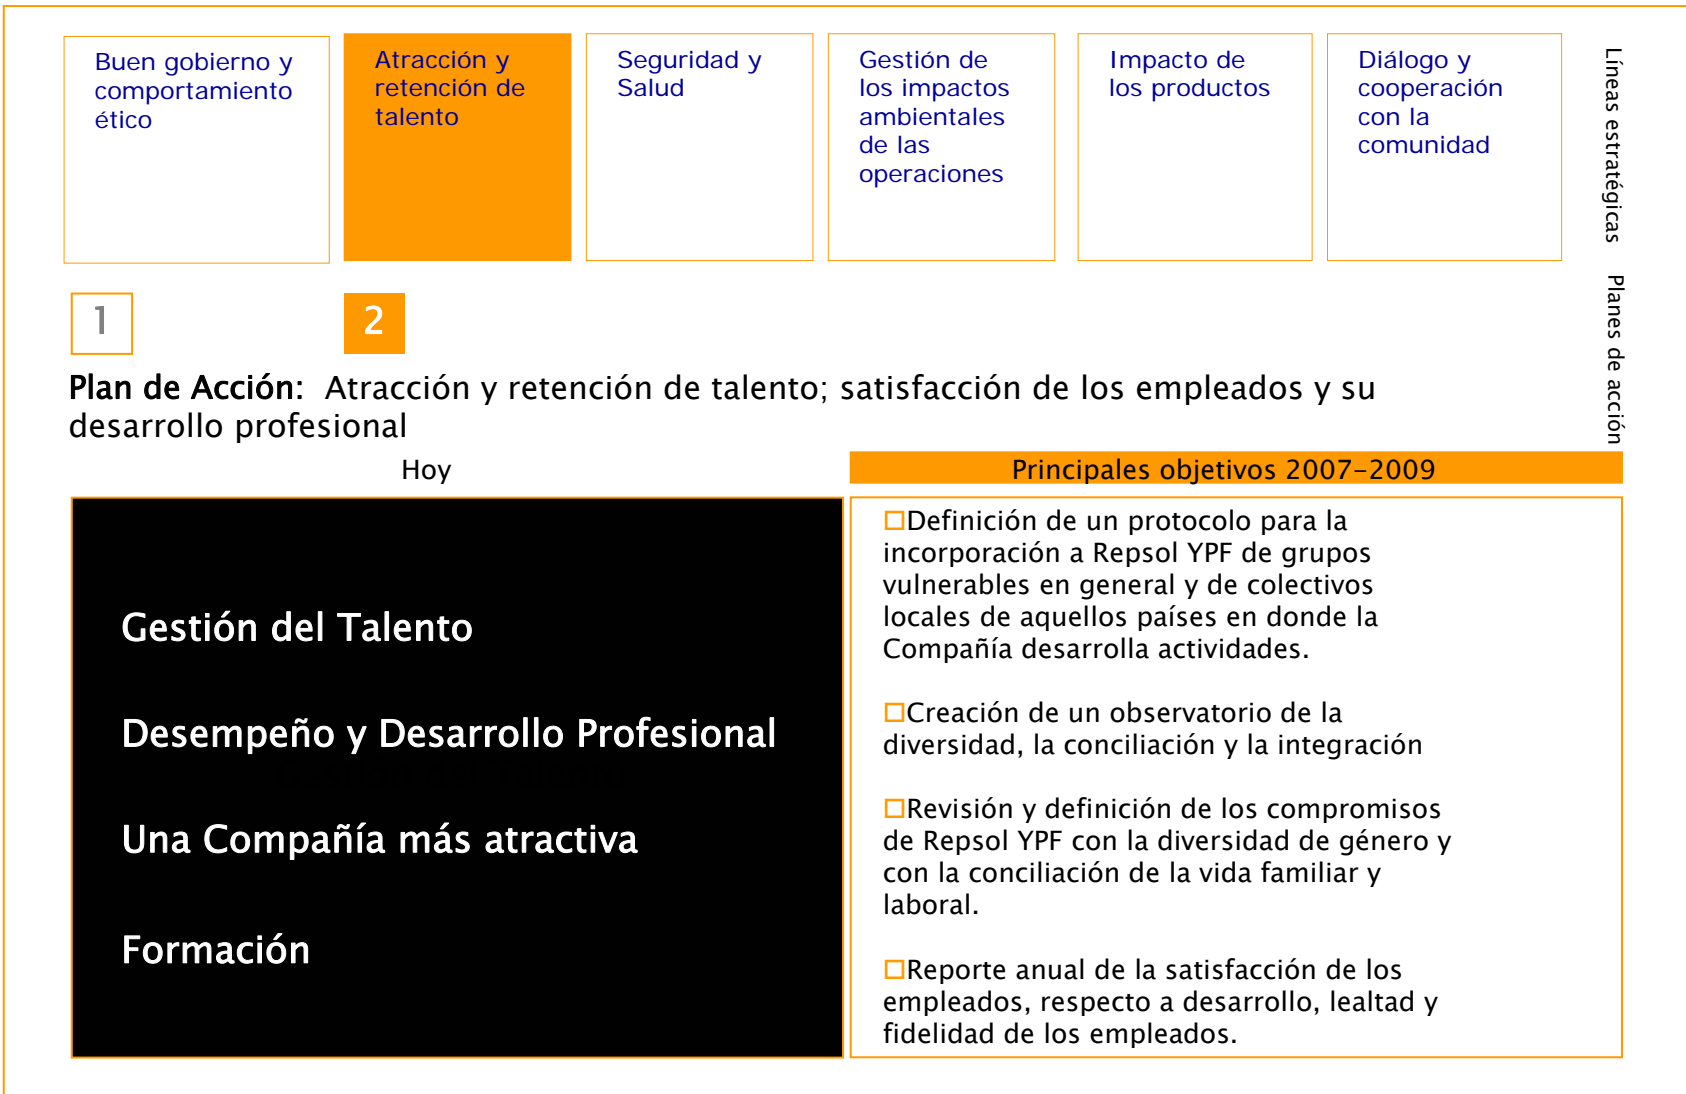 Buen gobierno y
comportamiento
ético
Atracción y
retención de
talento
Seguridad y
Salud
Gestión de
los impactos
ambientales
de las
operaciones
Impacto de
los productos
Diálogo y
cooperación
con la
comunidad
Líneas estratégicas
Planes de acción
1
2
Plan de Acción: Atracción y retención de talento; satisfacción de los empleados y su
desarrollo profesional
Hoy
Gestión del Talento
Desempeño y Desarrollo Profesional
Una Compañía más atractiva
Formación
Principales objetivos 2007-2009
□Definición de un protocolo para la
incorporación a Repsol YPF de grupos
vulnerables en general y de colectivos
locales de aquellos países en donde la
Compañía desarrolla actividades.
□Creación de un observatorio de la
diversidad, la conciliación y la integración
□Revisión y definición de los compromisos
de Repsol YPF con la diversidad de género y
con la conciliación de la vida familiar y
laboral.
□Reporte anual de la satisfacción de los
empleados, respecto a desarrollo, lealtad y
fidelidad de los empleados.